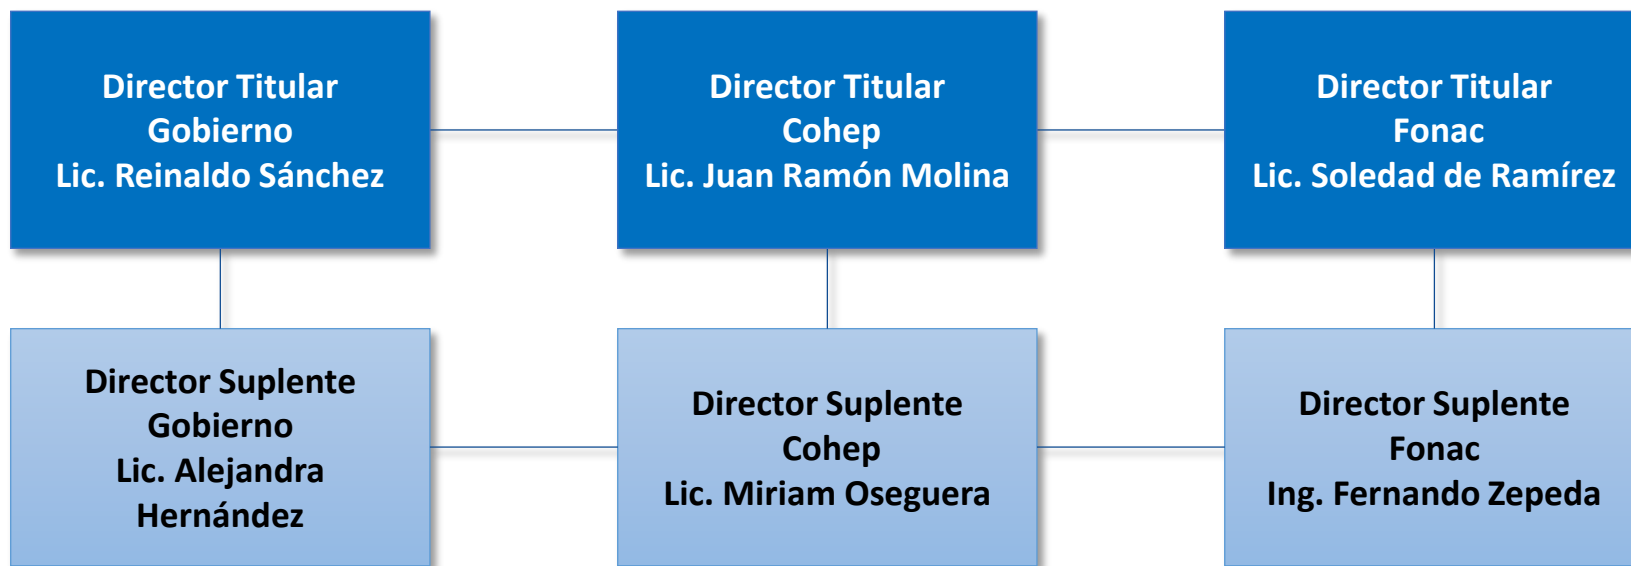 Director Titular
Gobierno
Lic. Reinaldo Sánchez
Director Titular
Cohep
Lic. Juan Ramón Molina
Director Titular
Fonac
Lic. Soledad de Ramírez
Director Suplente
Gobierno
Lic. Alejandra
Hernández
Director Suplente
Cohep
Lic. Miriam Oseguera
Director Suplente
Fonac
Ing. Fernando Zepeda